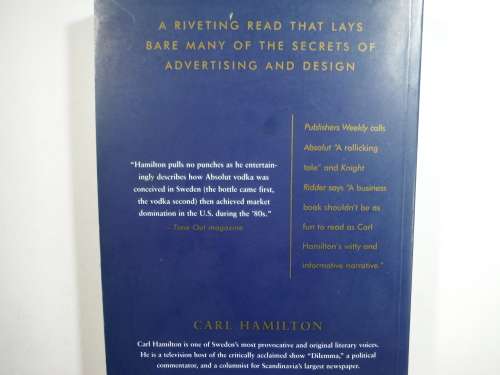 A RIVETING READ THAT LAYS
BARE MANY OF THE SECRETS OF
ADVERTISING AND DESIGN
"Hamilton pulls no punches as he entertain-
ingly describes how Absolut vodka was
conceived in Sweden (the bottle came first,
the vodka second) then achieved market
domination in the U.S. during the '80s."
—Time Out magazine
Publishers Weekly calls
Absolut "A rollicking
tale" and Knight
Ridder says "A business
book shouldn't be as
fun to read as Carl
Hamilton's witty and
informative narrative."
CARL HAMILTON
Carl Hamilton is one of Sweden's most provocative and original literary voices.
He is a television host of the critically acclaimed show "Dilemma," a political
commentator, and a columnist for Scandinavia's largest newspaper.